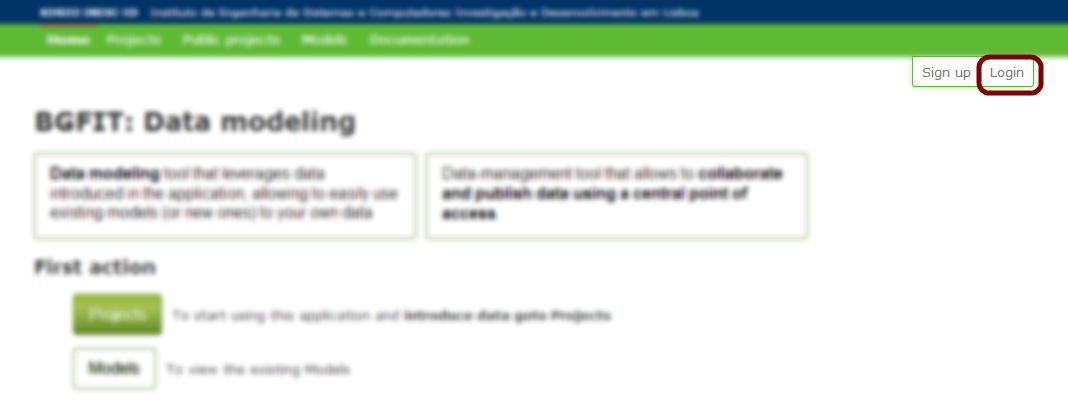 Instituto de Engenharia de Sistemas e Computadores: Investigação e Desenvolvimento em Lisboa
Home Projects Public projects Models Documentation
Sign up Login
BGFIT: Data modeling
Data modeling tool that leverages data
introduced in the application, allowing to easily use
existing models (or new ones) to your own data
Data-management tool that allows to collaborate
and publish data using a central point of
access.
First action
Projects To start using this application and introduce data goto Projects
Models To view the existing Models